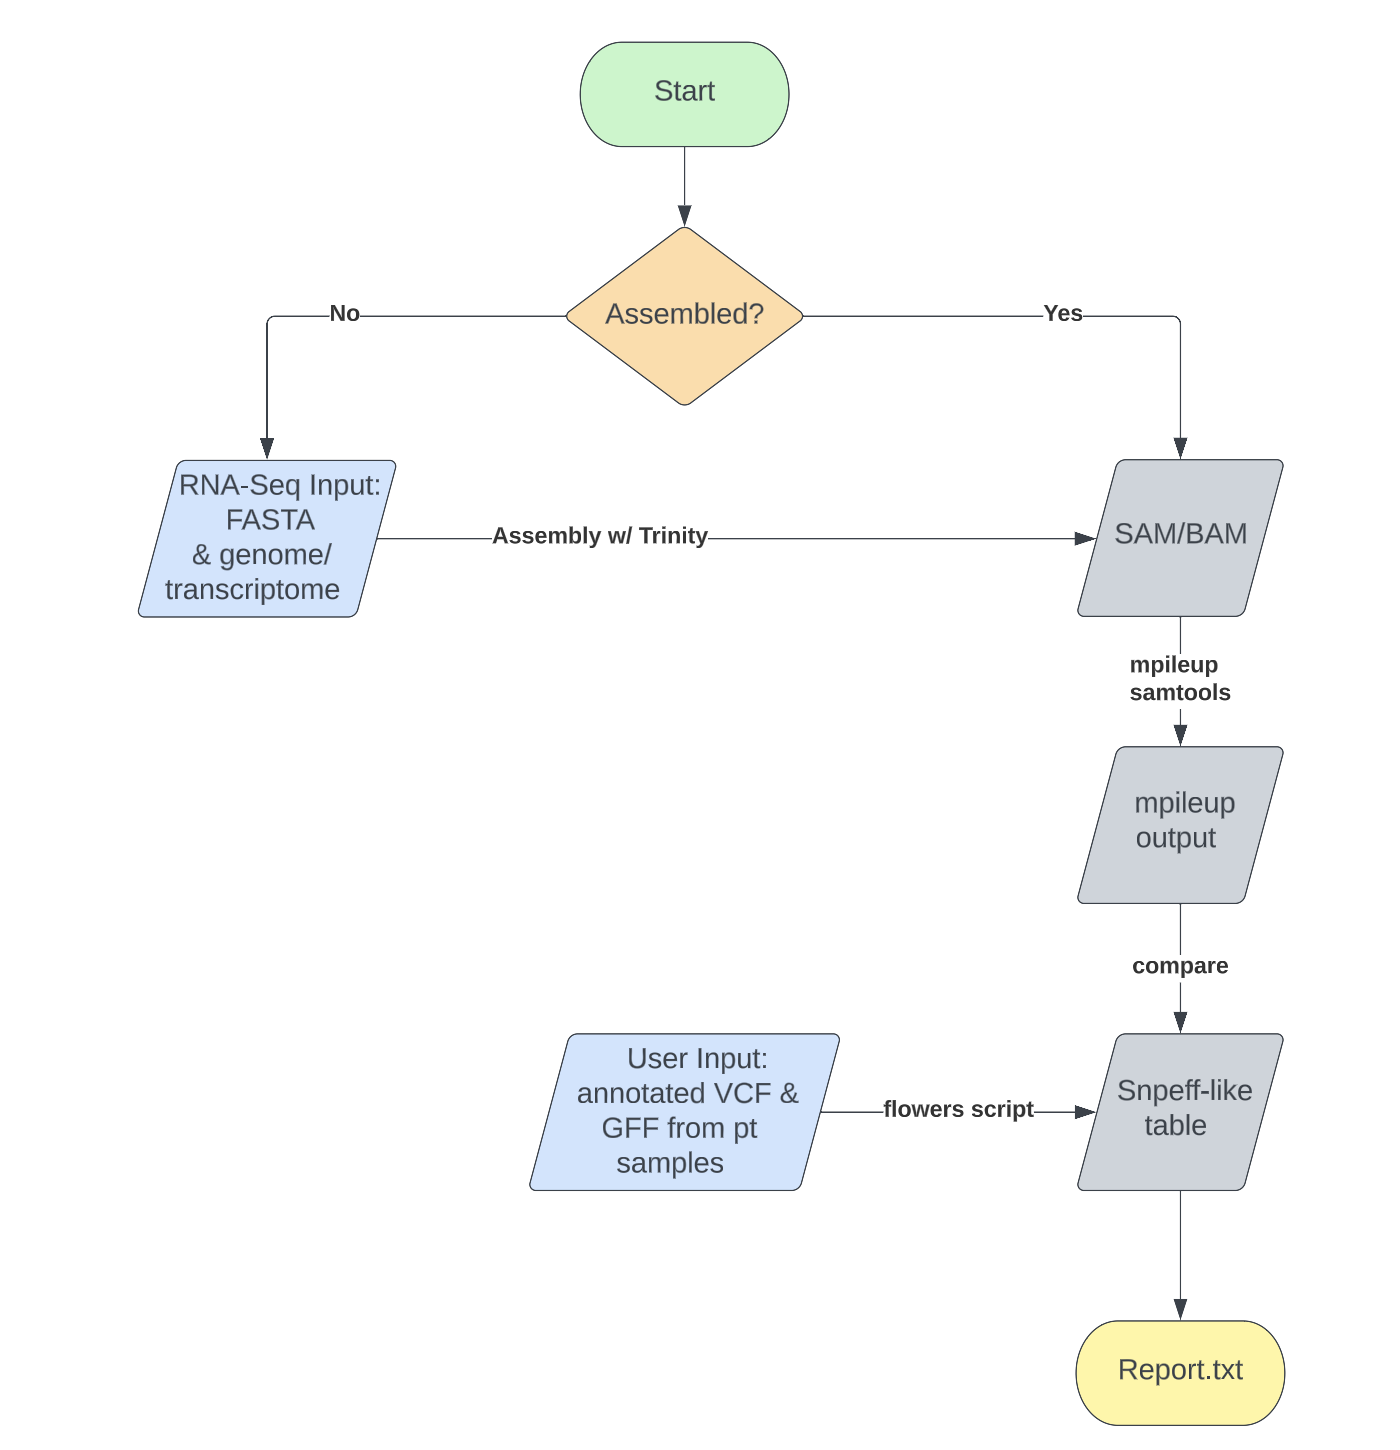 Start
Assembled?
No
Yes
RNA-Seq Input:
FASTA
& genome/
transcriptome
Assembly w/ Trinity
SAM/BAM
mpileup
samtools
mpileup
output
compare
User Input:
annotated VCF &
GFF from pt
samples
flowers script
Snpeff-like
table
Report.txt